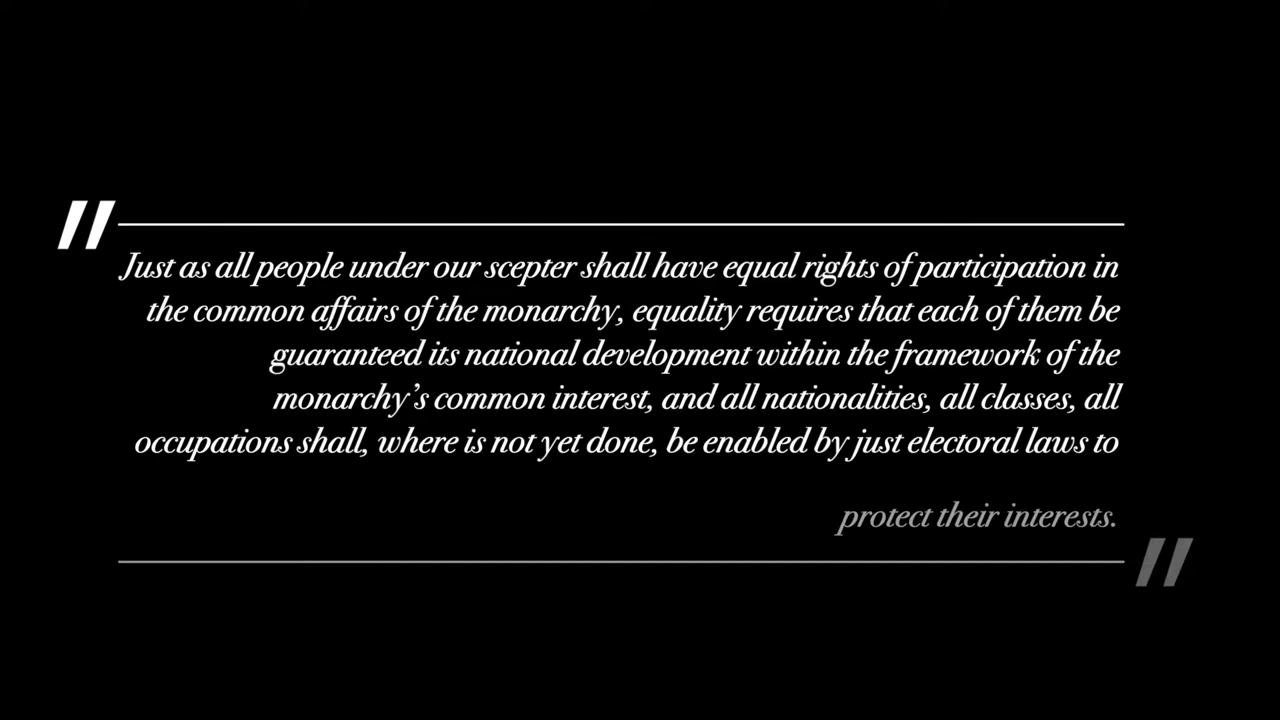 "
Just as all people under our scepter shall have equal rights of participation in
the common affairs of the monarchy, equality requires that each of them be
guaranteed its national development within the framework of the
monarchy's common interest, and all nationalities, all classes, all
occupations shall, where is not yet done, be enabled by just electoral laws to
protect their interests.
"